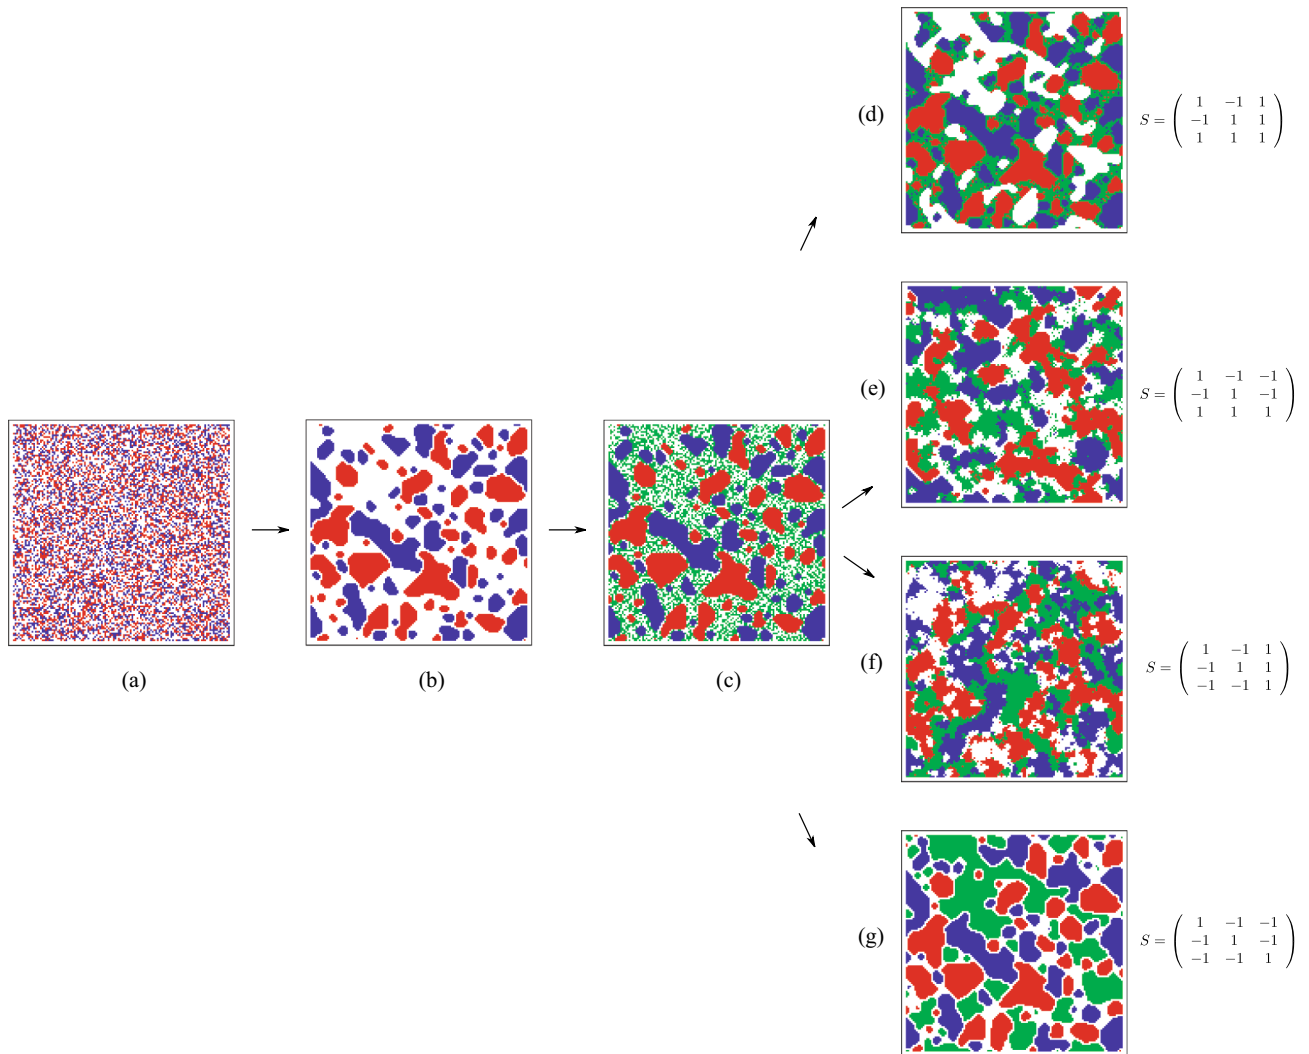 (d)
S = ( 1 -1 1
-1 1 1
1 1 1 )
(e)
S = ( 1 -1 -1
-1 1 -1
1 1 1 )
(a)
(b)
(c)
(f)
S = ( 1 -1 1
-1 1 1
-1 -1 1 )
(g)
S = ( 1 -1 -1
-1 1 -1
-1 -1 1 )